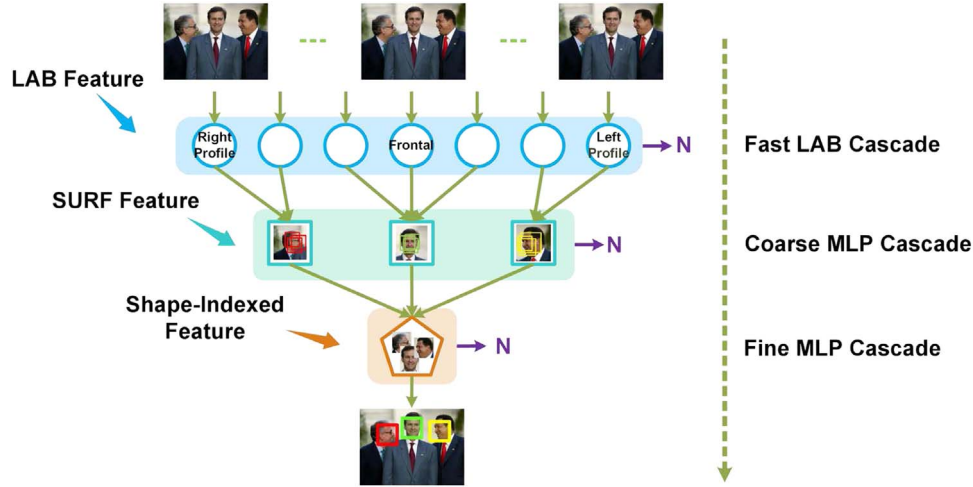 LAB Feature
Right
Profile
Frontal
Left
Profile
N
Fast LAB Cascade
SURF Feature
N
Coarse MLP Cascade
Shape-Indexed
Feature
N
Fine MLP Cascade